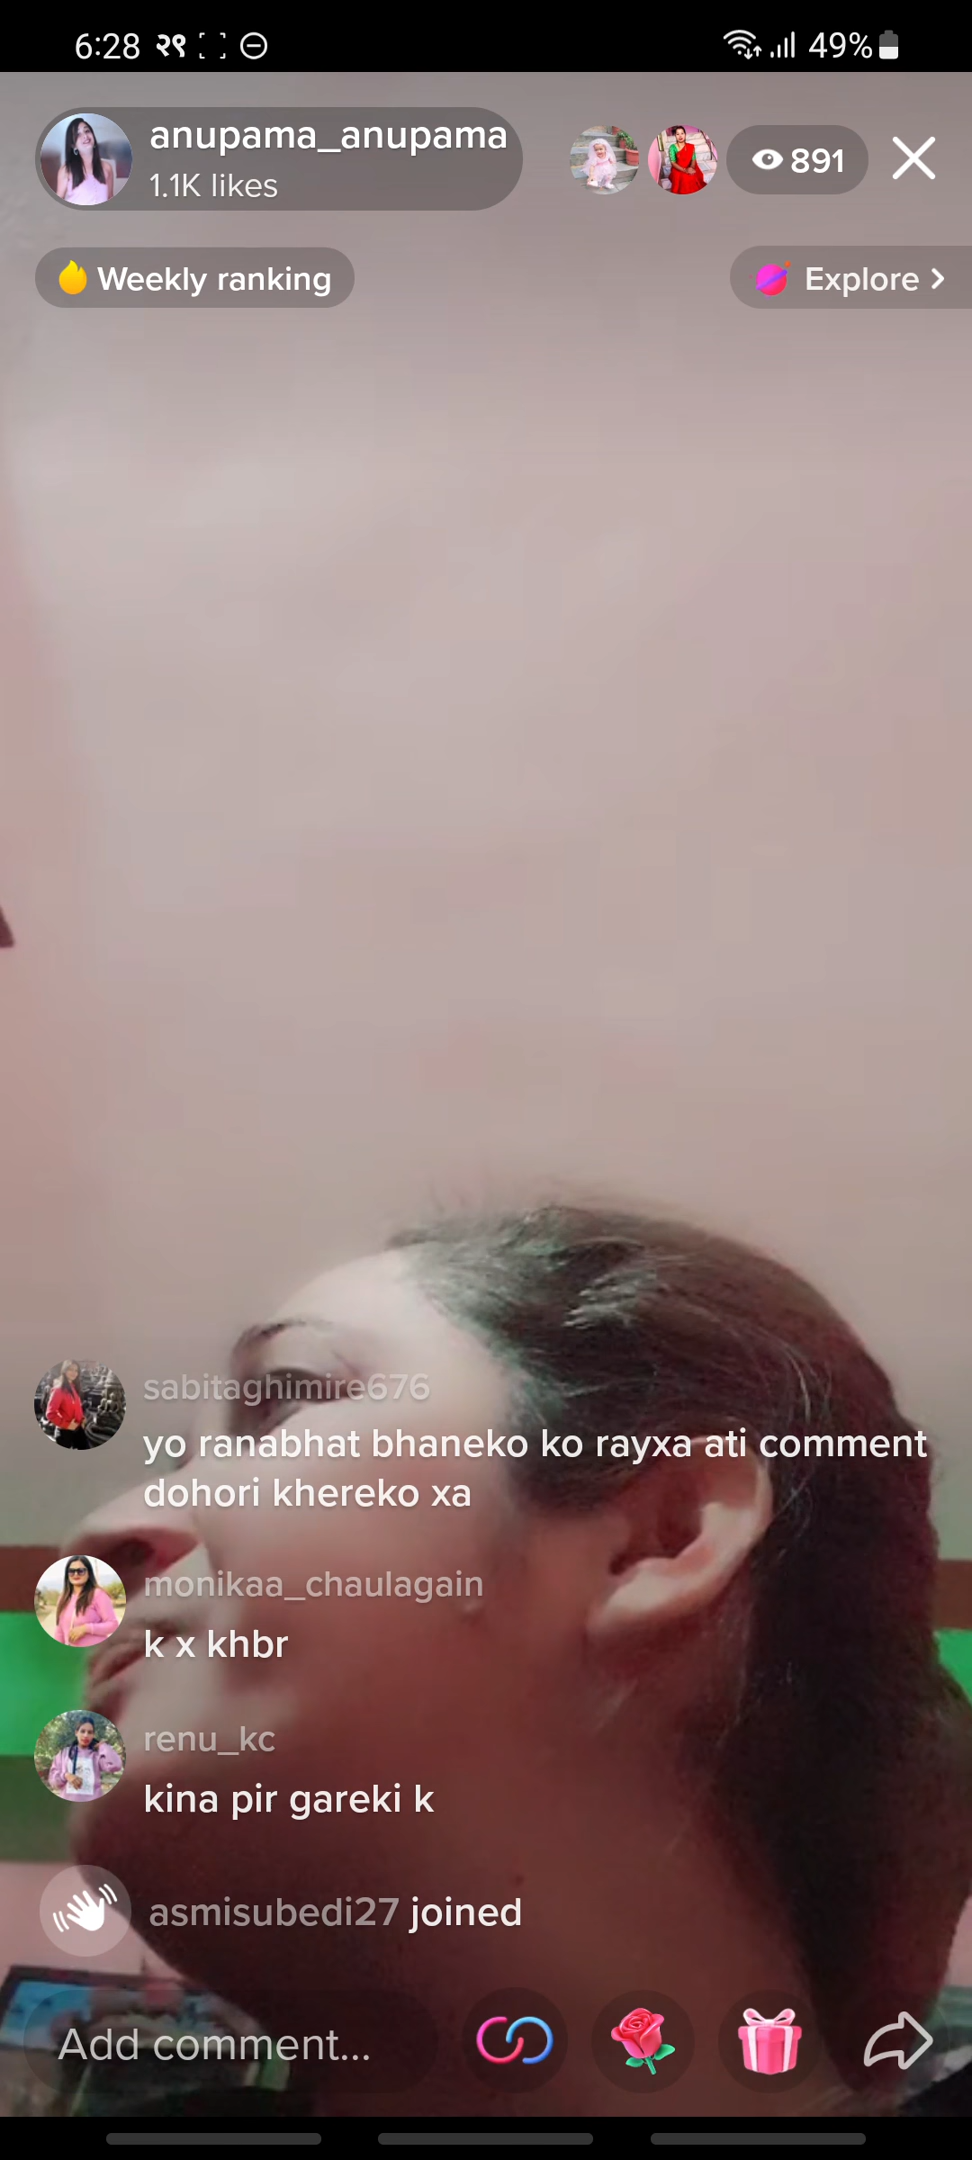 6:28 २९ 49%
anupama_anupama
1.1K likes
891
Weekly ranking
Explore
sabitaghimire676
yo ranabhat bhaneko ko rayxa ati comment
dohori khereko xa
monikaa_chaulagain
k x khbr
renu_kc
kina pir gareki k
asmisubedi27 joined
Add comment...